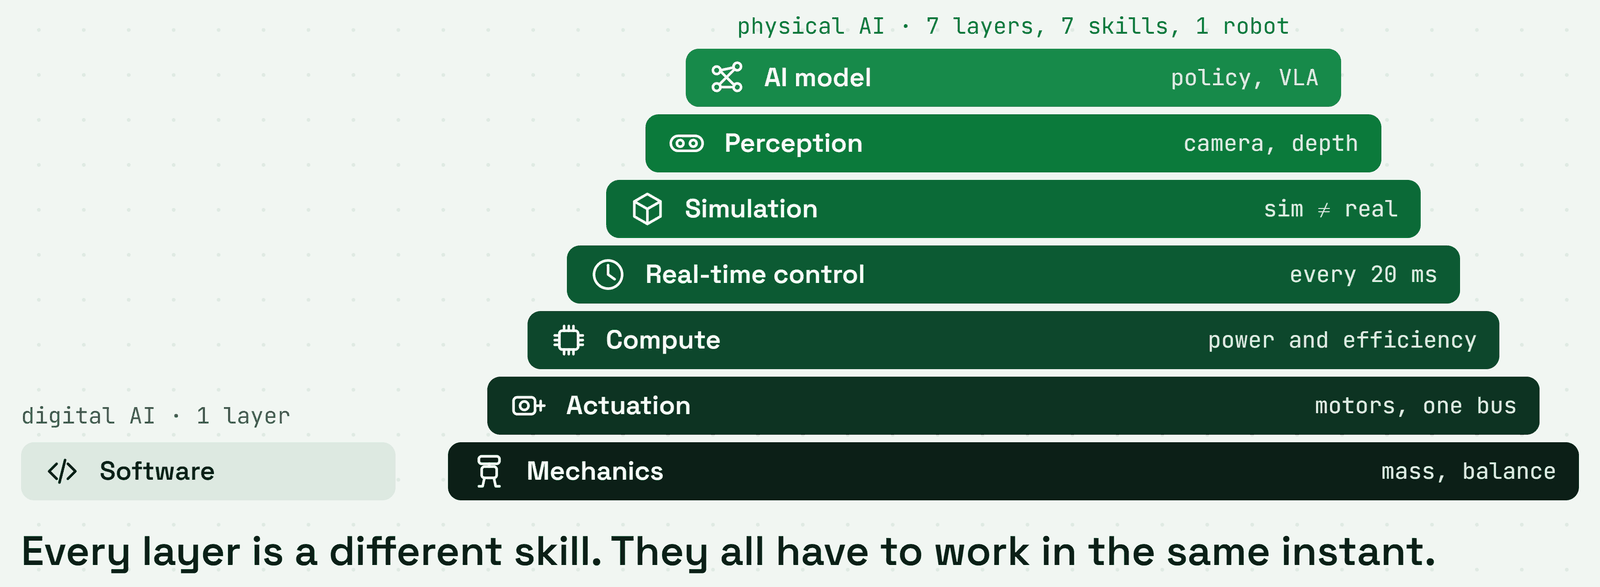 physical AI · 7 layers, 7 skills, 1 robot
AI model policy, VLA
Perception camera, depth
Simulation sim ≠ real
Real-time control every 20 ms
Compute power and efficiency
Actuation motors, one bus
digital AI · 1 layer
Software
Mechanics mass, balance
Every layer is a different skill. They all have to work in the same instant.